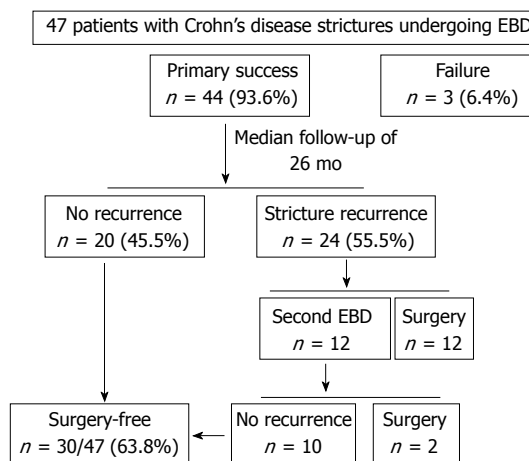 47 patients with Crohn's disease strictures undergoing EBD
Primary success
n = 44 (93.6%)
Failure
n = 3 (6.4%)
Median follow-up of
26 mo
No recurrence
n = 20 (45.5%)
Stricture recurrence
n = 24 (55.5%)
Second EBD
n = 12
Surgery
n = 12
Surgery-free
n = 30/47 (63.8%)
No recurrence
n = 10
Surgery
n = 2